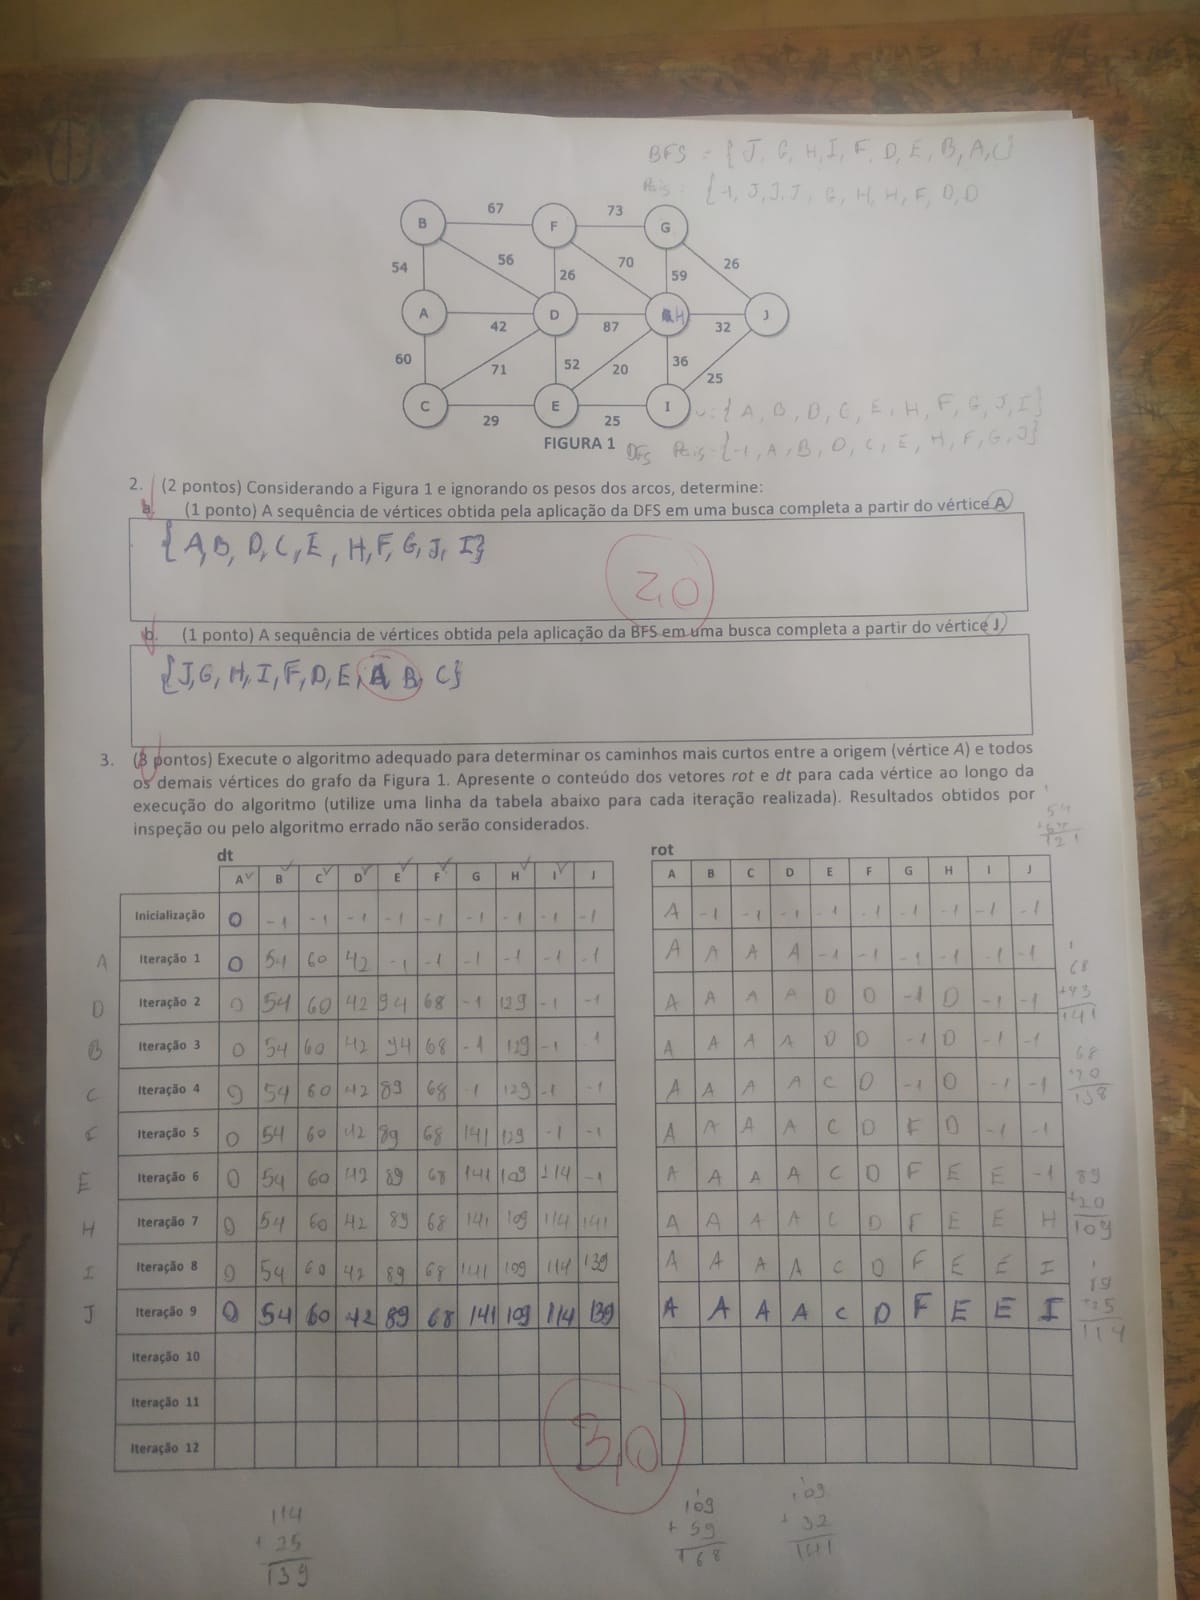 BFS = { J, G, H, I, F, D, E, B, A, C}
Pais: {-1, J, J, J, G, H, H, F, D, D
B 67 F 73 G
54 56 26 70 59 26
A 42 D 87 H 32 J
60 71 52 20 36 25
C 29 E 25 I
FIGURA 1
{ A, B, D, C, E, H, F, G, J, I}
DFS Pais {-1, A, B, D, C, E, H, F, G, J}
2. (2 pontos) Considerando a Figura 1 e ignorando os pesos dos arcos, determine:
a. (1 ponto) A sequência de vértices obtida pela aplicação da DFS em uma busca completa a partir do vértice A
{ A, B, D, C, E, H, F, G, J, I}
2,0
b. (1 ponto) A sequência de vértices obtida pela aplicação da BFS em uma busca completa a partir do vértice J
{J, G, H, I, F, D, E, A B, C}
3. (3 pontos) Execute o algoritmo adequado para determinar os caminhos mais curtos entre a origem (vértice A) e todos
os demais vértices do grafo da Figura 1. Apresente o conteúdo dos vetores rot e dt para cada vértice ao longo da
execução do algoritmo (utilize uma linha da tabela abaixo para cada iteração realizada). Resultados obtidos por
inspeção ou pelo algoritmo errado não serão considerados.
121
dt rot
A B C D E F G H I J A B C D E F G H I J
Inicialização 0 -1 -1 -1 -1 -1 -1 -1 -1 -1 A -1 -1 -1 -1 -1 -1 -1 -1 -1
A Iteração 1 0 54 60 42 -1 -1 -1 -1 -1 -1 A A A A -1 -1 -1 -1 -1 -1
D Iteração 2 0 54 60 42 94 68 -1 129 -1 -1 A A A A D D -1 D -1 -1
B Iteração 3 0 54 60 42 94 68 -1 129 -1 -1 A A A A D D -1 D -1 -1
C Iteração 4 0 54 60 42 89 68 -1 129 -1 -1 A A A A C D -1 D -1 -1
F Iteração 5 0 54 60 42 89 68 141 129 -1 -1 A A A A C D F D -1 -1
E Iteração 6 0 54 60 42 89 68 141 109 114 -1 A A A A C D F E E -1
H Iteração 7 0 54 60 42 89 68 141 109 114 141 A A A A C D F E E H
I Iteração 8 0 54 60 42 89 68 141 109 114 139 A A A A C D F E E I
J Iteração 9 0 54 60 42 89 68 141 109 114 139 A A A A C D F E E I
Iteração 10
Iteração 11
Iteração 12
3,0
68
+73
141
68
+70
138
89
+20
109
89
+25
114
114
+ 25
139
109
+ 59
168
109
+ 32
141